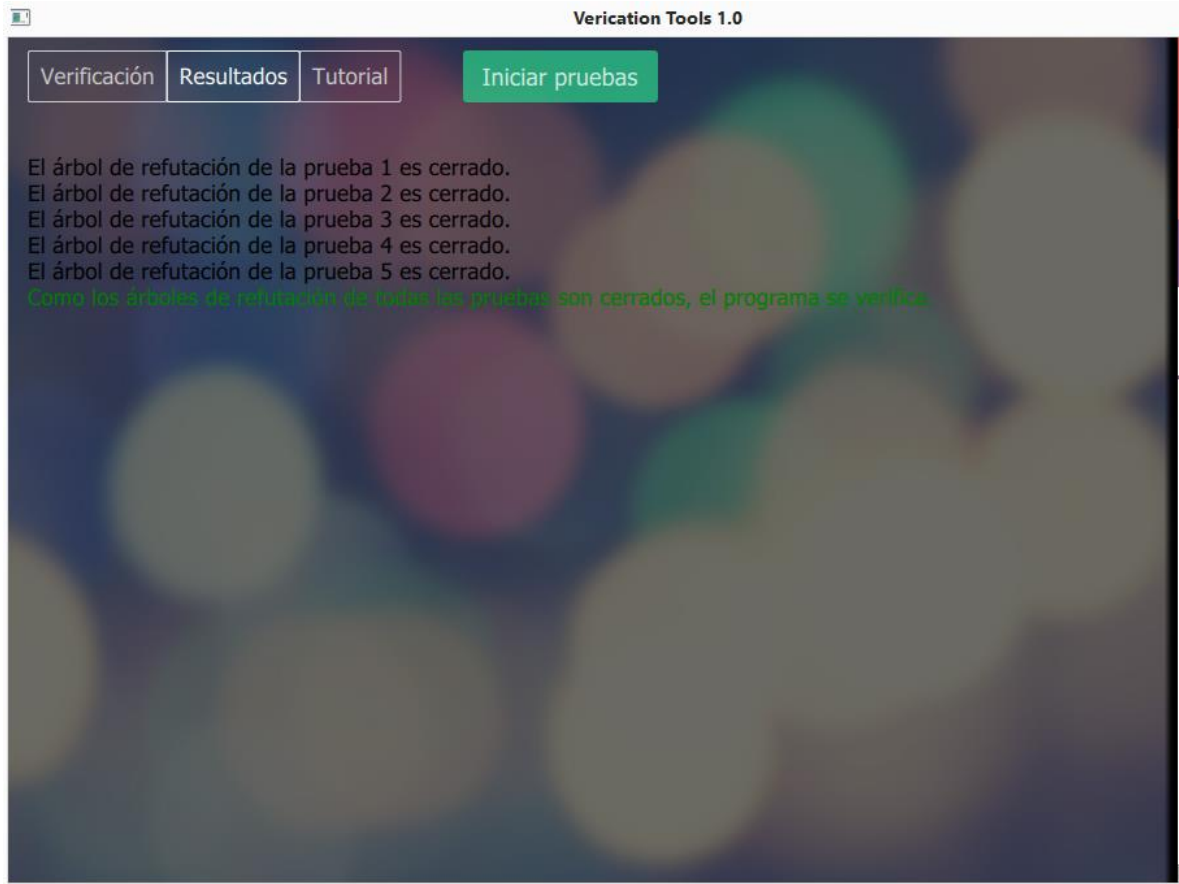 Verication Tools 1.0
Verificación Resultados Tutorial Iniciar pruebas
El árbol de refutación de la prueba 1 es cerrado.
El árbol de refutación de la prueba 2 es cerrado.
El árbol de refutación de la prueba 3 es cerrado.
El árbol de refutación de la prueba 4 es cerrado.
El árbol de refutación de la prueba 5 es cerrado.
Como los árboles de refutación de todas las pruebas son cerrados, el programa se verifica.